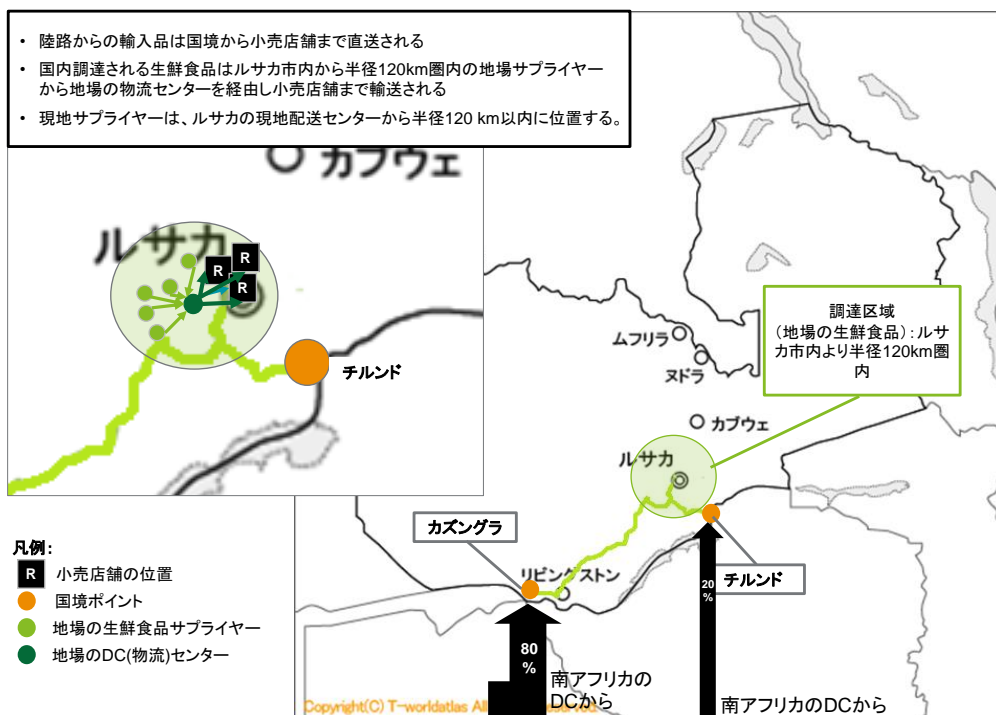 • 陸路からの輸入品は国境から小売店舗まで直送される
• 国内調達される生鮮食品はルサカ市内から半径120km圏内の地場サプライヤー
から地場の物流センターを経由し小売店舗まで輸送される
• 現地サプライヤーは、ルサカの現地配送センターから半径120 km以内に位置する。
カブウェ
ルサカ
R
R
R
チルンド
調達区域
(地場の生鮮食品):ルサ
カ市内より半径120km圏
内
ムフリラ
ヌドラ
カブウェ
ルサカ
カズングラ
リビングストン
チルンド
凡例:
R 小売店舗の位置
国境ポイント
地場の生鮮食品サプライヤー
地場のDC(物流)センター
20
%
80
%
南アフリカの
DCから
南アフリカのDCから
Copyright(C) T-worldatlas All